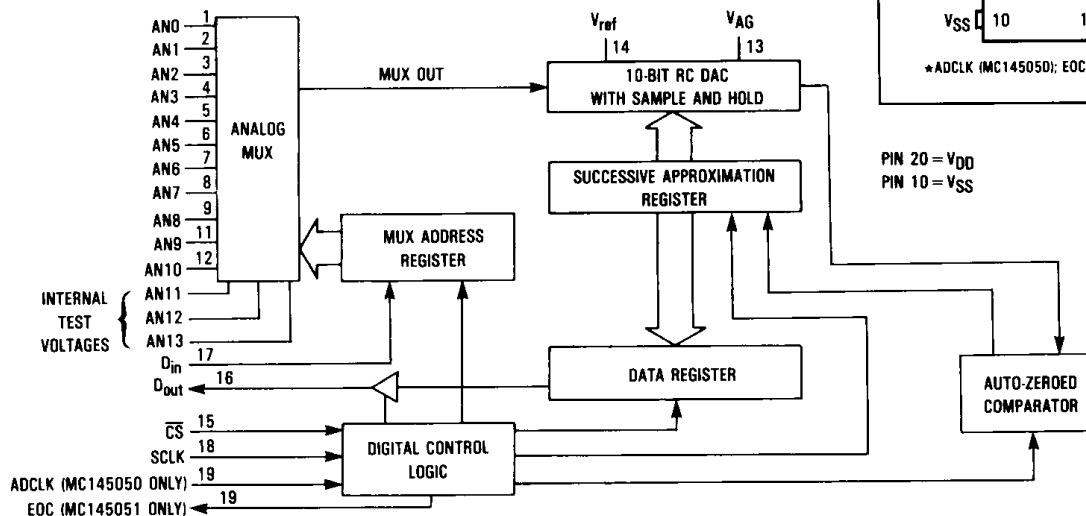 Vref
VAG
VSS 10 1
14
13
*ADCLK (MC145050); EOC
AN0 1
AN1 2
AN2 3
AN3 4
AN4 5
AN5 6
AN6 7
AN7 8
AN8 9
AN9 11
AN10 12
AN11
AN12
AN13
INTERNAL
TEST
VOLTAGES
ANALOG
MUX
MUX OUT
10-BIT RC DAC
WITH SAMPLE AND HOLD
PIN 20 = VDD
PIN 10 = VSS
SUCCESSIVE APPROXIMATION
REGISTER
MUX ADDRESS
REGISTER
Din 17
Dout 16
DATA REGISTER
AUTO-ZEROED
COMPARATOR
CS 15
SCLK 18
ADCLK (MC145050 ONLY) 19
EOC (MC145051 ONLY) 19
DIGITAL CONTROL
LOGIC